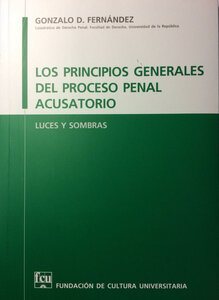 GONZALO D. FERNÁNDEZ
Catedrático de Derecho Penal, Facultad de Derecho, Universidad de la República
LOS PRINCIPIOS GENERALES
DEL PROCESO PENAL
ACUSATORIO
LUCES Y SOMBRAS
fcu
FUNDACIÓN DE CULTURA UNIVERSITARIA